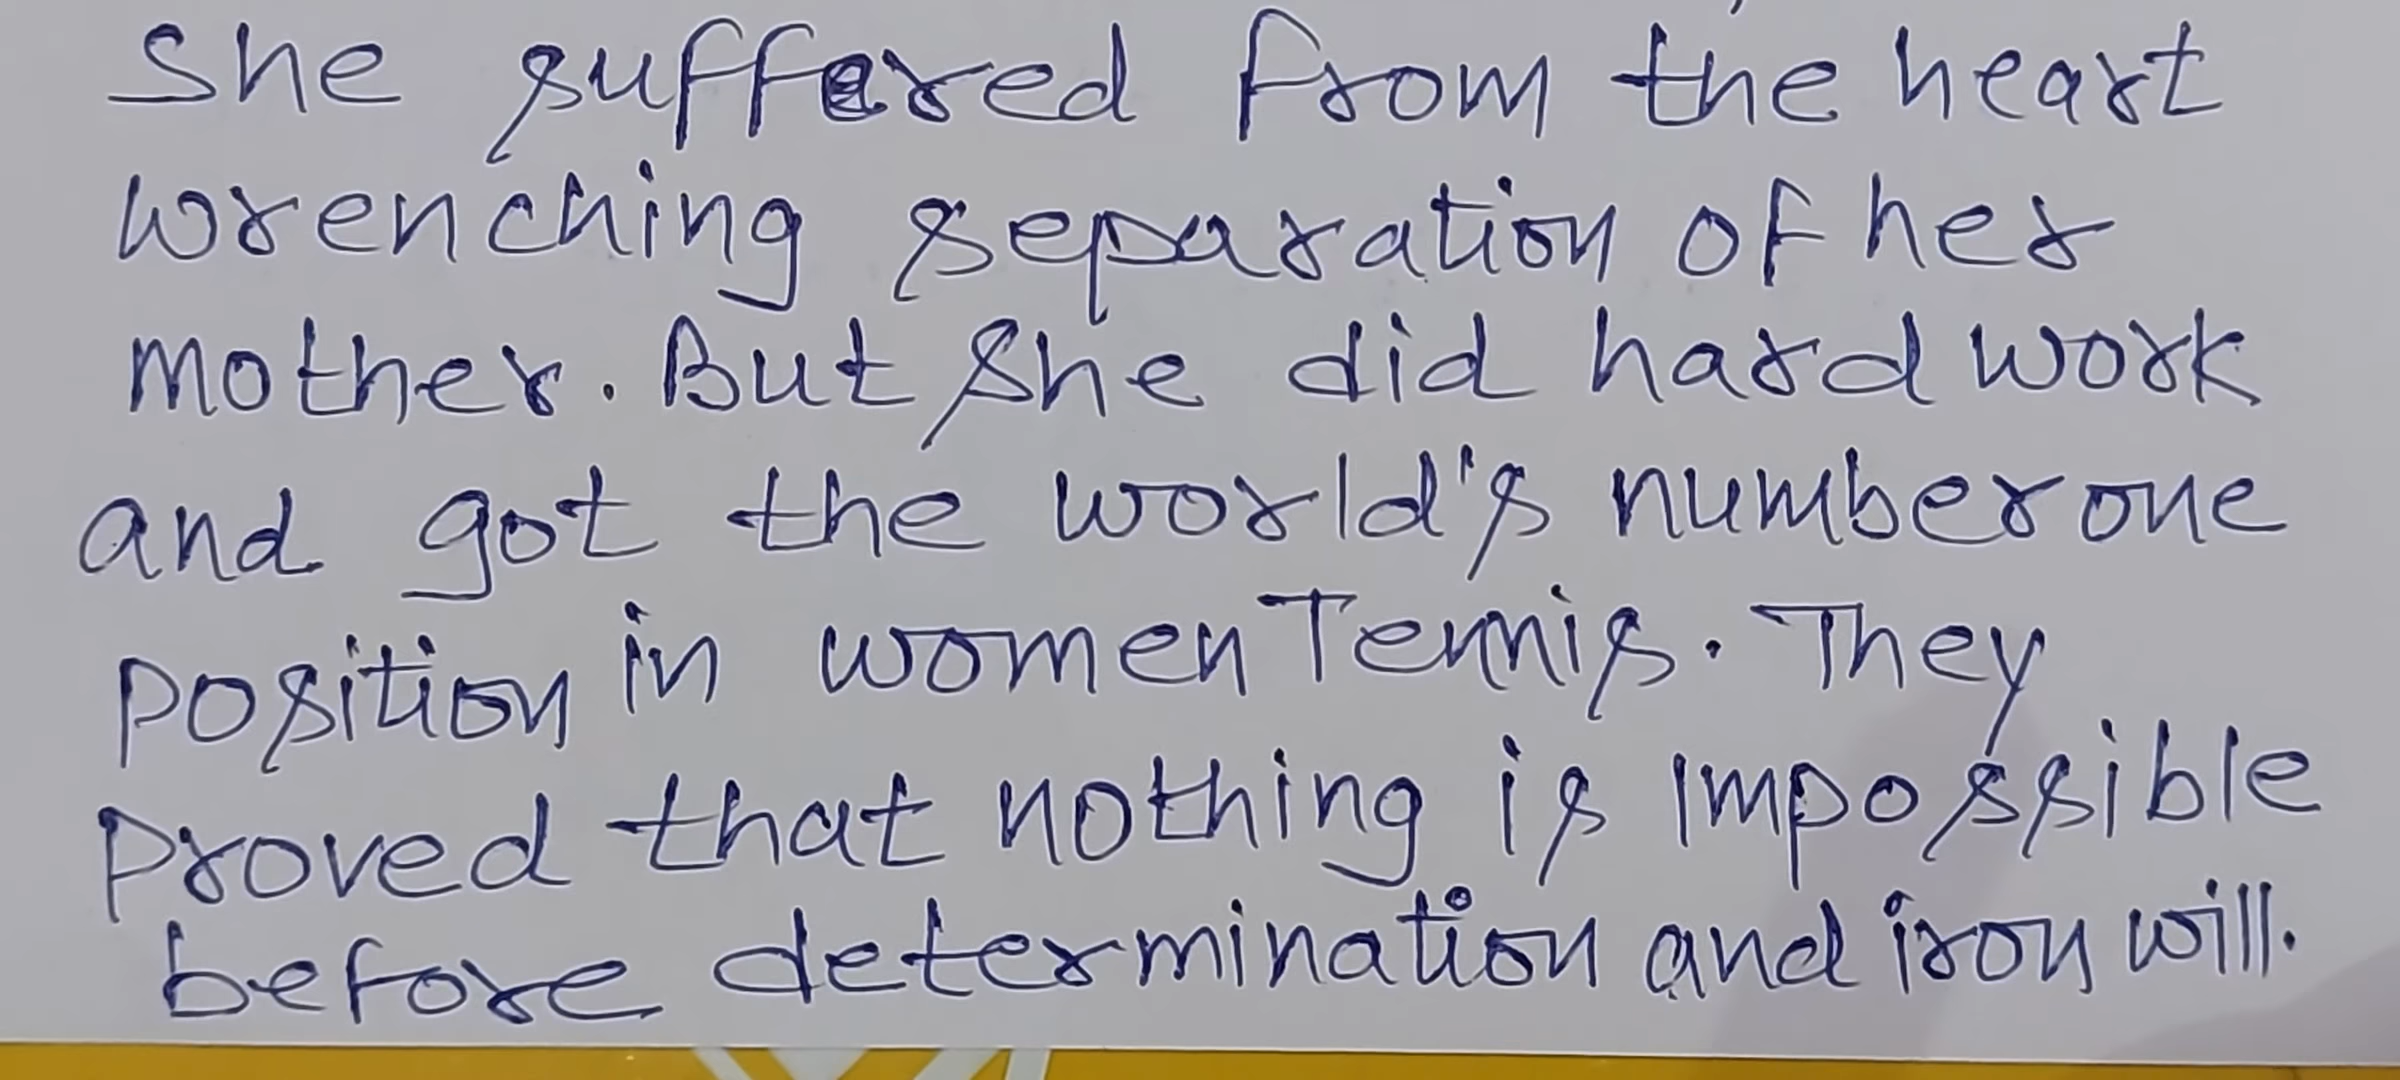 She suffered from the heart
wrenching separation of her
mother. But she did hard work
and got the world's number one
position in women Tennis. They
Proved that nothing is Impossible
before determination and iron will.